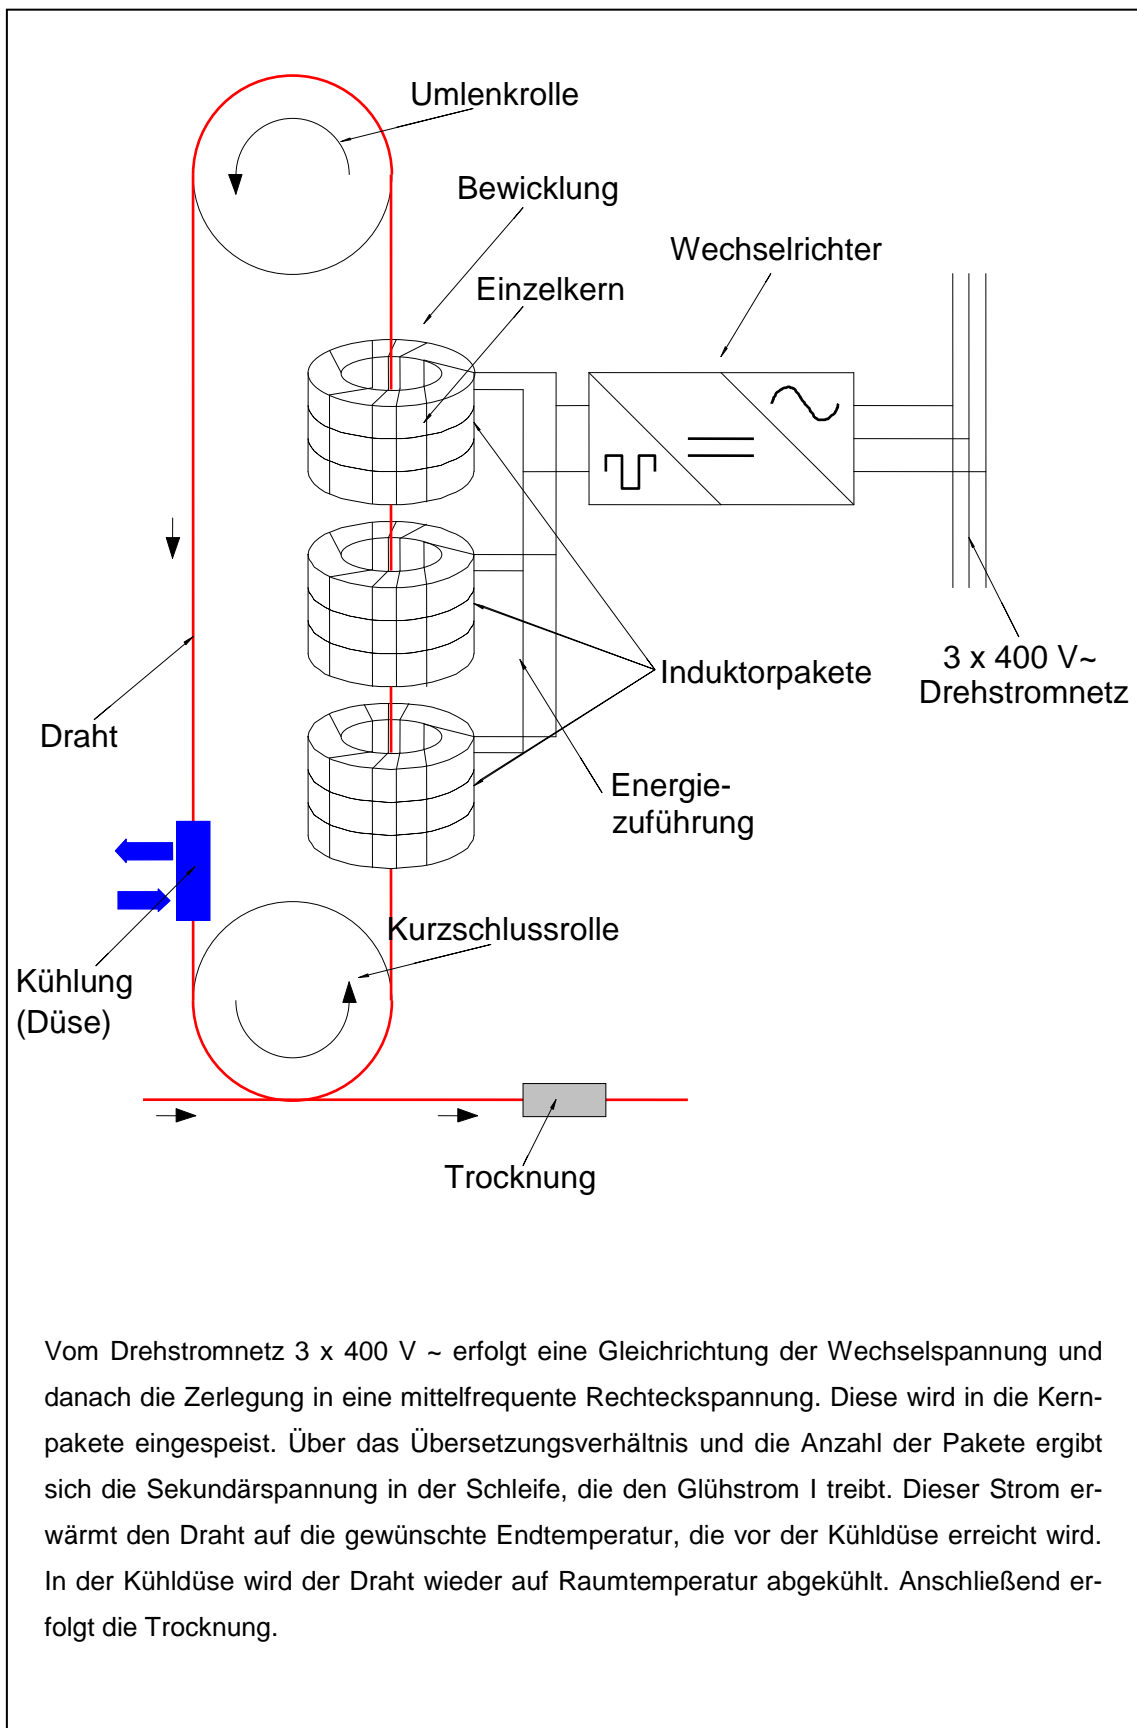 Umlenkrolle
Bewicklung
Wechselrichter
Einzelkern
3 x 400 V~
Drehstromnetz
Induktorpakete
Draht
Energie-
zuführung
Kurzschlussrolle
Kühlung
(Düse)
Trocknung
Vom Drehstromnetz 3 x 400 V ~ erfolgt eine Gleichrichtung der Wechselspannung und
danach die Zerlegung in eine mittelfrequente Rechteckspannung. Diese wird in die Kern-
pakete eingespeist. Über das Übersetzungsverhältnis und die Anzahl der Pakete ergibt
sich die Sekundärspannung in der Schleife, die den Glühstrom I treibt. Dieser Strom er-
wärmt den Draht auf die gewünschte Endtemperatur, die vor der Kühldüse erreicht wird.
In der Kühldüse wird der Draht wieder auf Raumtemperatur abgekühlt. Anschließend er-
folgt die Trocknung.